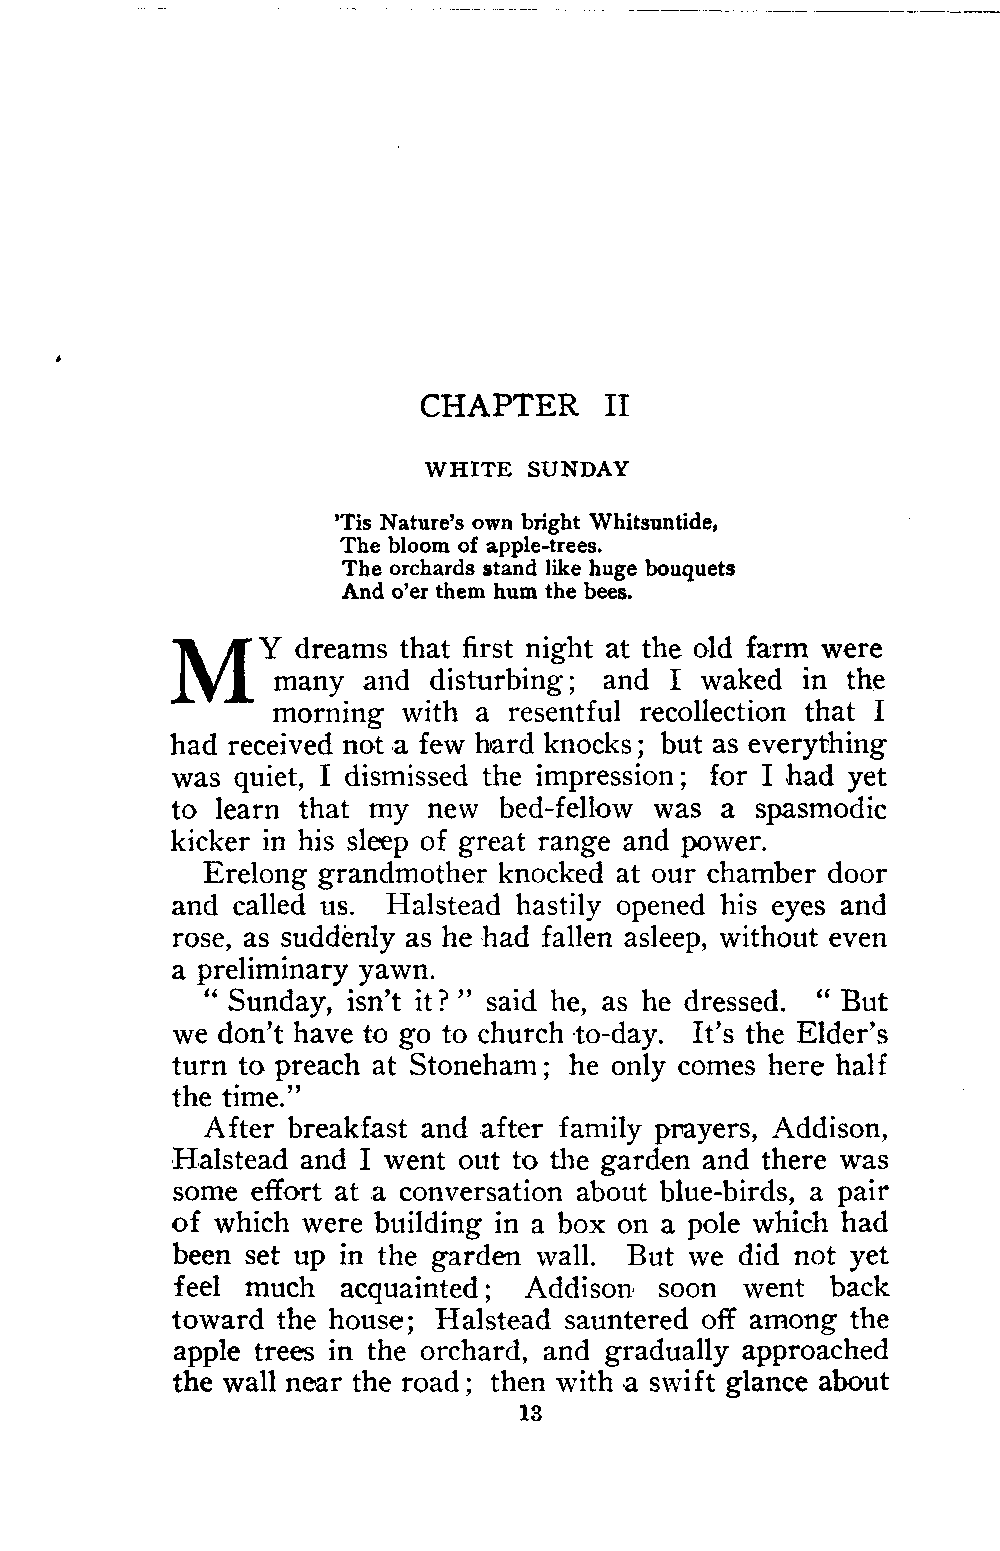 CHAPTER II
WHITE SUNDAY
'Tis Nature's own bright Whitsuntide,
The bloom of apple-trees.
The orchards stand like huge bouquets
And o'er them hum the bees.
MY dreams that first night at the old farm were
many and disturbing; and I waked in the
morning with a resentful recollection that I
had received not a few hard knocks; but as everything
was quiet, I dismissed the impression; for I had yet
to learn that my new bed-fellow was a spasmodic
kicker in his sleep of great range and power.
Erelong grandmother knocked at our chamber door
and called us. Halstead hastily opened his eyes and
rose, as suddenly as he had fallen asleep, without even
a preliminary yawn.
"Sunday, isn't it?" said he, as he dressed. "But
we don't have to go to church to-day. It's the Elder's
turn to preach at Stoneham; he only comes here half
the time."
After breakfast and after family prayers, Addison,
Halstead and I went out to the garden and there was
some effort at a conversation about blue-birds, a pair
of which were building in a box on a pole which had
been set up in the garden wall. But we did not yet
feel much acquainted; Addison soon went back
toward the house; Halstead sauntered off among the
apple trees in the orchard, and gradually approached
the wall near the road; then with a swift glance about
13